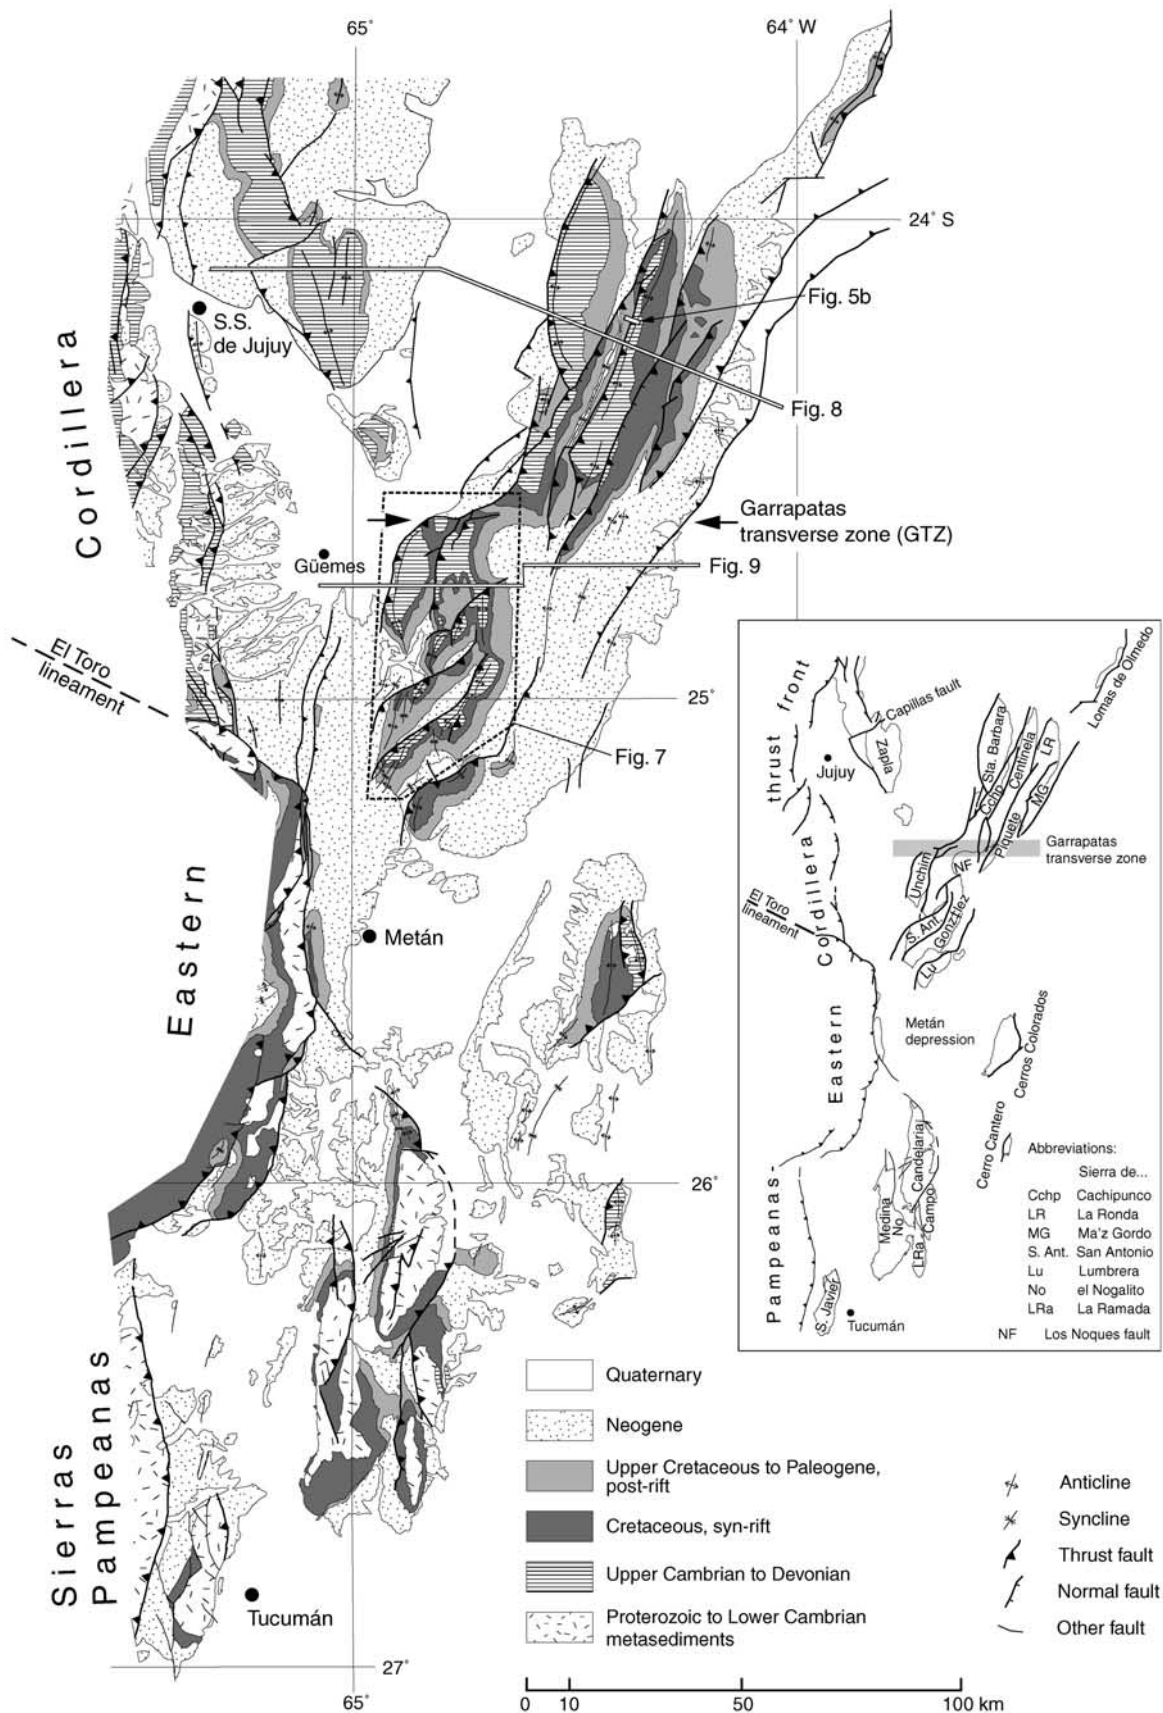 65°
64° W
24° S
Fig. 5b
S.S.
de Jujuy
Fig. 8
Cordillera
Garrapatas
transverse zone (GTZ)
Güemes
Fig. 9
El Toro
lineament
25°
Fig. 7
Eastern
Metán
26°
Sierras
Pampeanas
Tucumán
27°
65°
thrust front
Capillas fault
Zapla
Jujuy
Sta. Barbara
Cchp
Centinela
LR
MG
Piquete
Lomas de Olmedo
Garrapatas
transverse zone
Unchim
NF
S. Ant.
Lu
El Toro
lineament
Cordillera
Eastern
Metán
depression
Cerros Colorados
Cerro Cantero
Candelaria
Medina
No
Campo
LRa
Pampeanas-
S. Javier
Tucumán
Abbreviations:
Sierra de...
Cchp Cachipunco
LR La Ronda
MG Ma'z Gordo
S. Ant. San Antonio
Lu Lumbrera
No el Nogalito
LRa La Ramada
NF Los Noques fault
Quaternary
Neogene
Upper Cretaceous to Paleogene,
post-rift
Cretaceous, syn-rift
Upper Cambrian to Devonian
Proterozoic to Lower Cambrian
metasediments
Anticline
Syncline
Thrust fault
Normal fault
Other fault
0 10 50 100 km